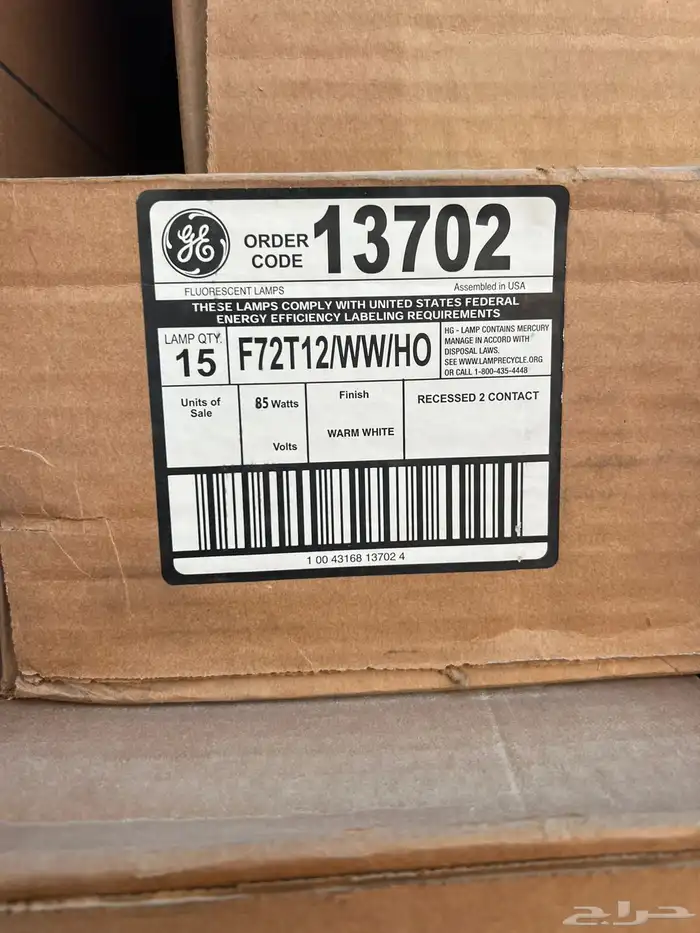 GE
ORDER CODE 13702
FLUORESCENT LAMPS Assembled in USA
THESE LAMPS COMPLY WITH UNITED STATES FEDERAL
ENERGY EFFICIENCY LABELING REQUIREMENTS
LAMP QTY.
15
F72T12/WW/HO
HG - LAMP CONTAINS MERCURY
MANAGE IN ACCORD WITH
DISPOSAL LAWS.
SEE WWW.LAMPRECYCLE.ORG
OR CALL 1-800-435-4448
Units of
Sale
85 Watts
Volts
Finish
WARM WHITE
RECESSED 2 CONTACT
1 00 43168 13702 4
حراج